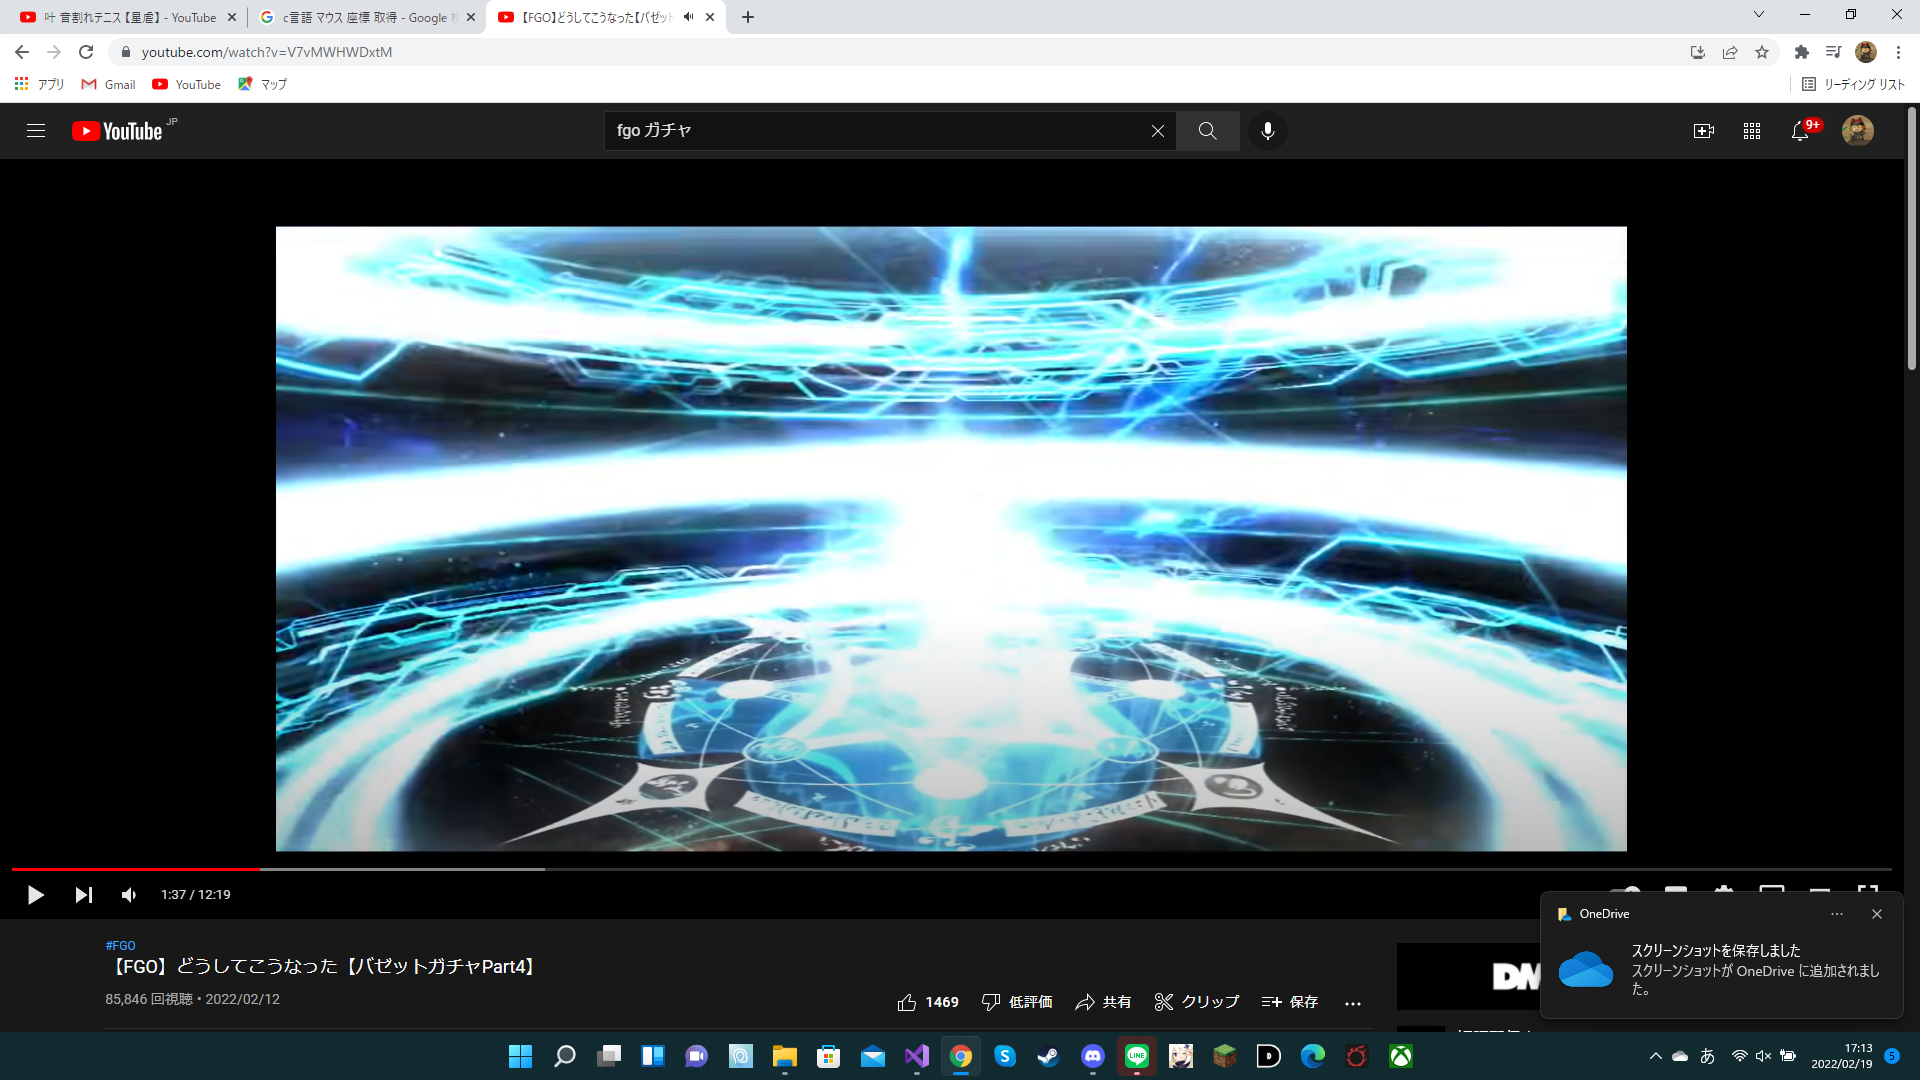 叶 音割れテニス【星虐】 - YouTube
c言語 マウス 座標 取得 - Google
【FGO】どうしてこうなった【バゼット
youtube.com/watch?v=V7vMWHWDxtM
アプリ
Gmail
YouTube
マップ
リーディング リスト
YouTube JP
fgo ガチャ
9+
1:37 / 12:19
#FGO
【FGO】どうしてこうなった【バゼットガチャPart4】
85,846 回視聴・2022/02/12
1469
低評価
共有
クリップ
保存
DM
OneDrive
スクリーンショットを保存しました
スクリーンショットが OneDrive に追加されまし
た。
LINE
あ
17:13
2022/02/19
5